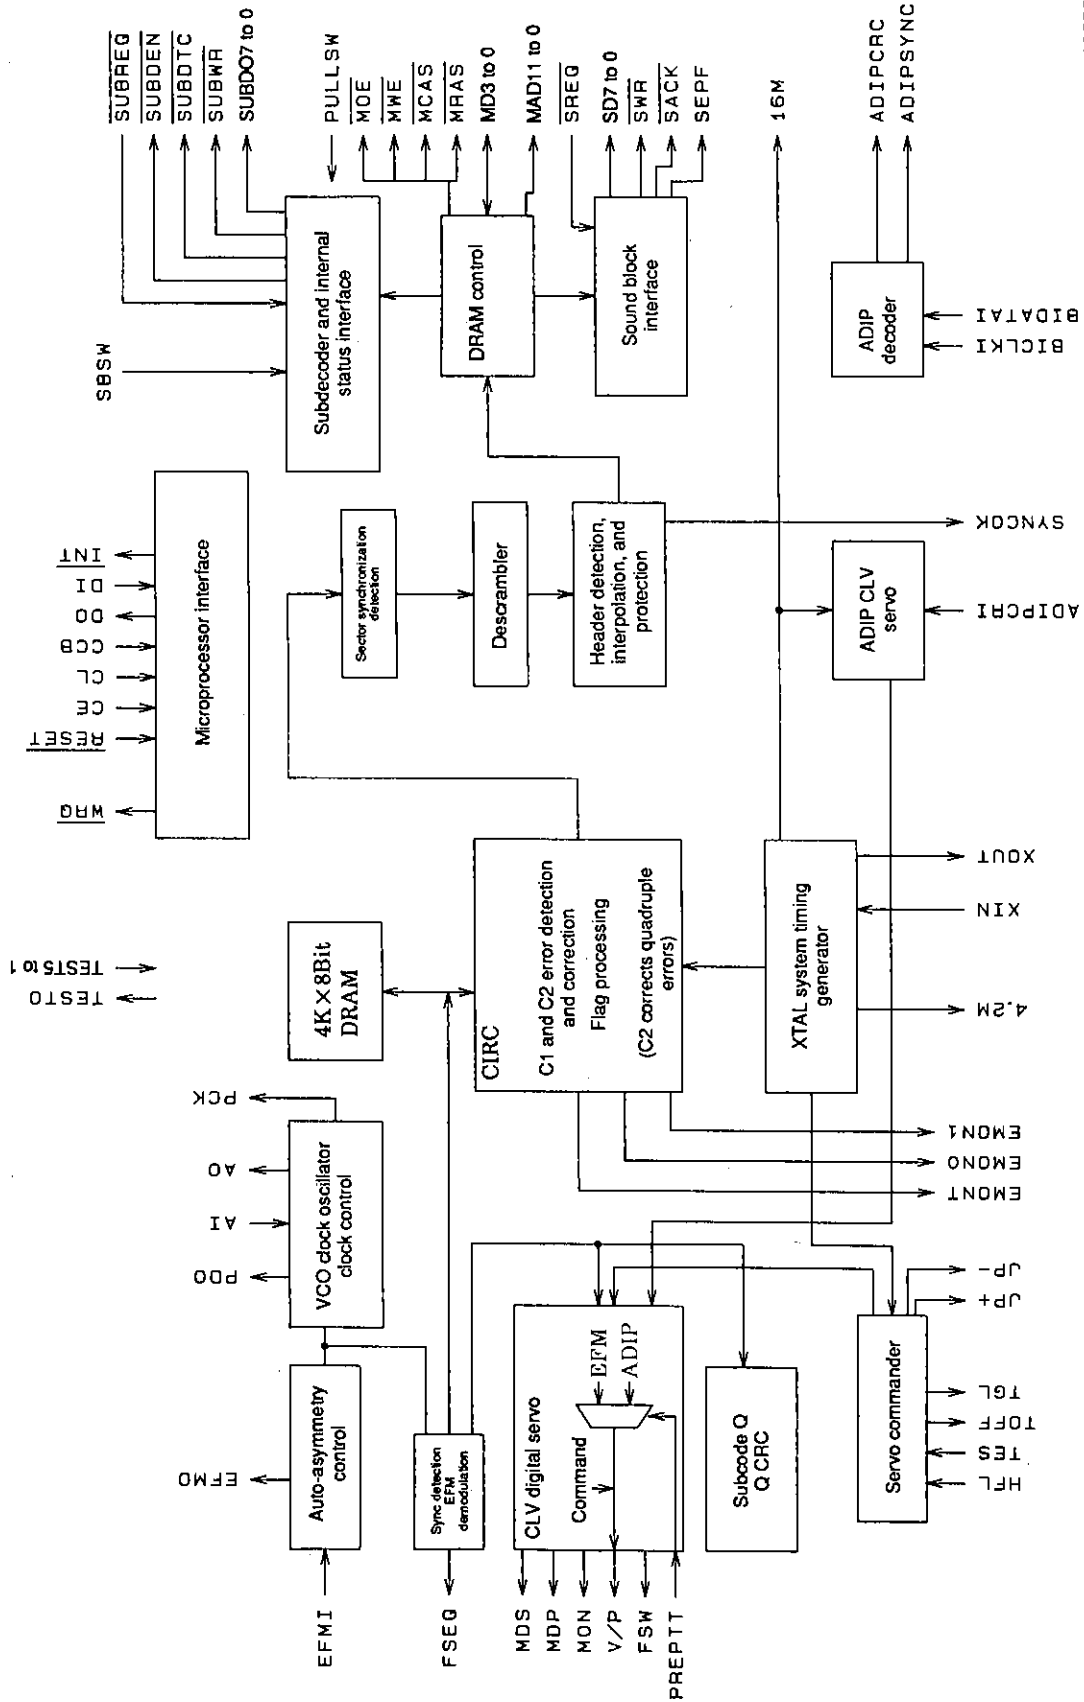 EFMI
EFMO
Auto-asymmetry
control
PDO
AI
AO
PCK
VCO clock oscillator
clock control
4K×8Bit
DRAM
TEST0
TEST5 to 1
WRQ
RESET
CE
CL
CCB
DO
DI
INT
Microprocessor interface
SBSW
Subdecoder and internal
status interface
SUBREQ
SUBDEN
SUBDTC
SUBWR
SUBDO7 to 0
PULLSW
MOE
MWE
MCAS
MRAS
MD3 to 0
MAD11 to 0
DRAM control
SREQ
SD7 to 0
SWR
SACK
SEPF
Sound block
interface
16M
ADIPCRC
ADIPSYNC
ADIP
decoder
BICLKI
BIDATAI
Sector synchronization
detection
Descrambler
Header detection,
interpolation, and
protection
SYNCOK
ADIP CLV
servo
ADIPCRI
FSEQ
Sync detection
EFM
demodulation
CIRC
C1 and C2 error detection
and correction
Flag processing
(C2 corrects quadruple
errors)
EMONT
EMON0
EMON1
XTAL system timing
generator
4.2M
XIN
XOUT
MDS
MDP
MON
V/P
FSW
PREPTT
CLV digital servo
Command
EFM
ADIP
Subcode Q
Q CRC
Servo commander
HFL
TES
TOFF
TGL
JP+
JP-